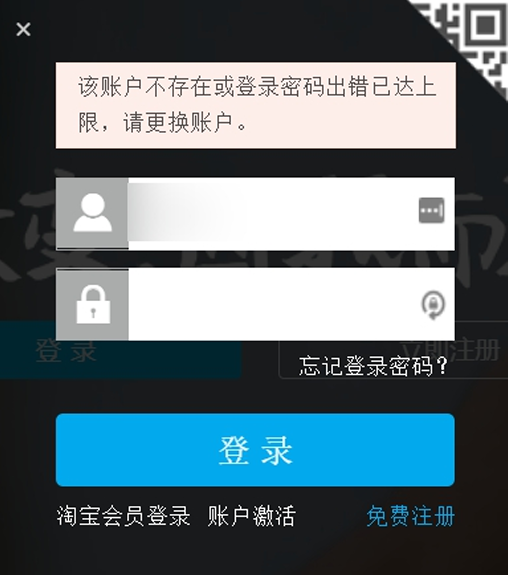 该账户不存在或登录密码出错已达上
限，请更换账户。
登 录
立即注册
忘记登录密码？
登 录
淘宝会员登录 账户激活 免费注册